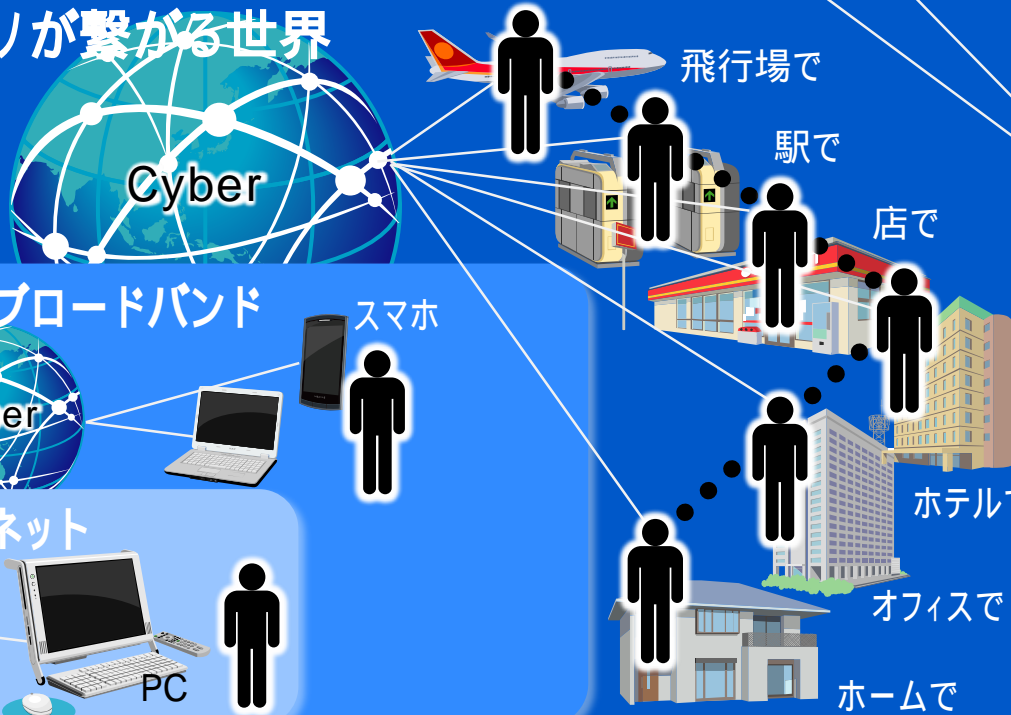 ノが繋がる世界
Cyber
飛行場で
駅で
店で
ブロードバンド
スマホ
er
ホテルで
ネット
オフィスで
PC
ホームで